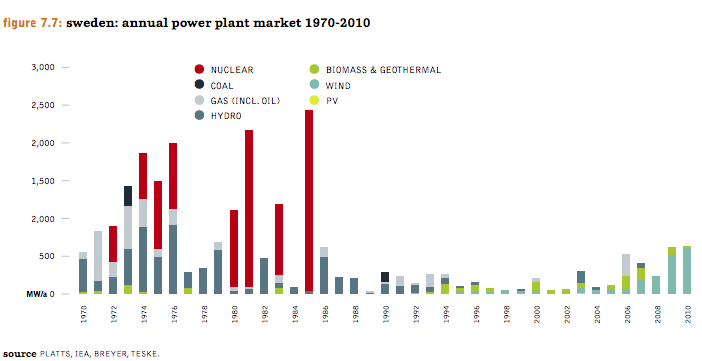 figure 7.7: sweden: annual power plant market 1970-2010
3,000
2,500
2,000
1,500
2,000
500
MW/a 0
NUCLEAR
COAL
GAS (INCL. OIL)
HYDRO
BIOMASS & GEOTHERMAL
WIND
PV
1970
1972
1974
1976
1978
1980
1982
1984
1986
1988
1990
1992
1994
1996
1998
2000
2002
2004
2006
2008
2010
source PLATTS, IEA, BREYER, TESKE.